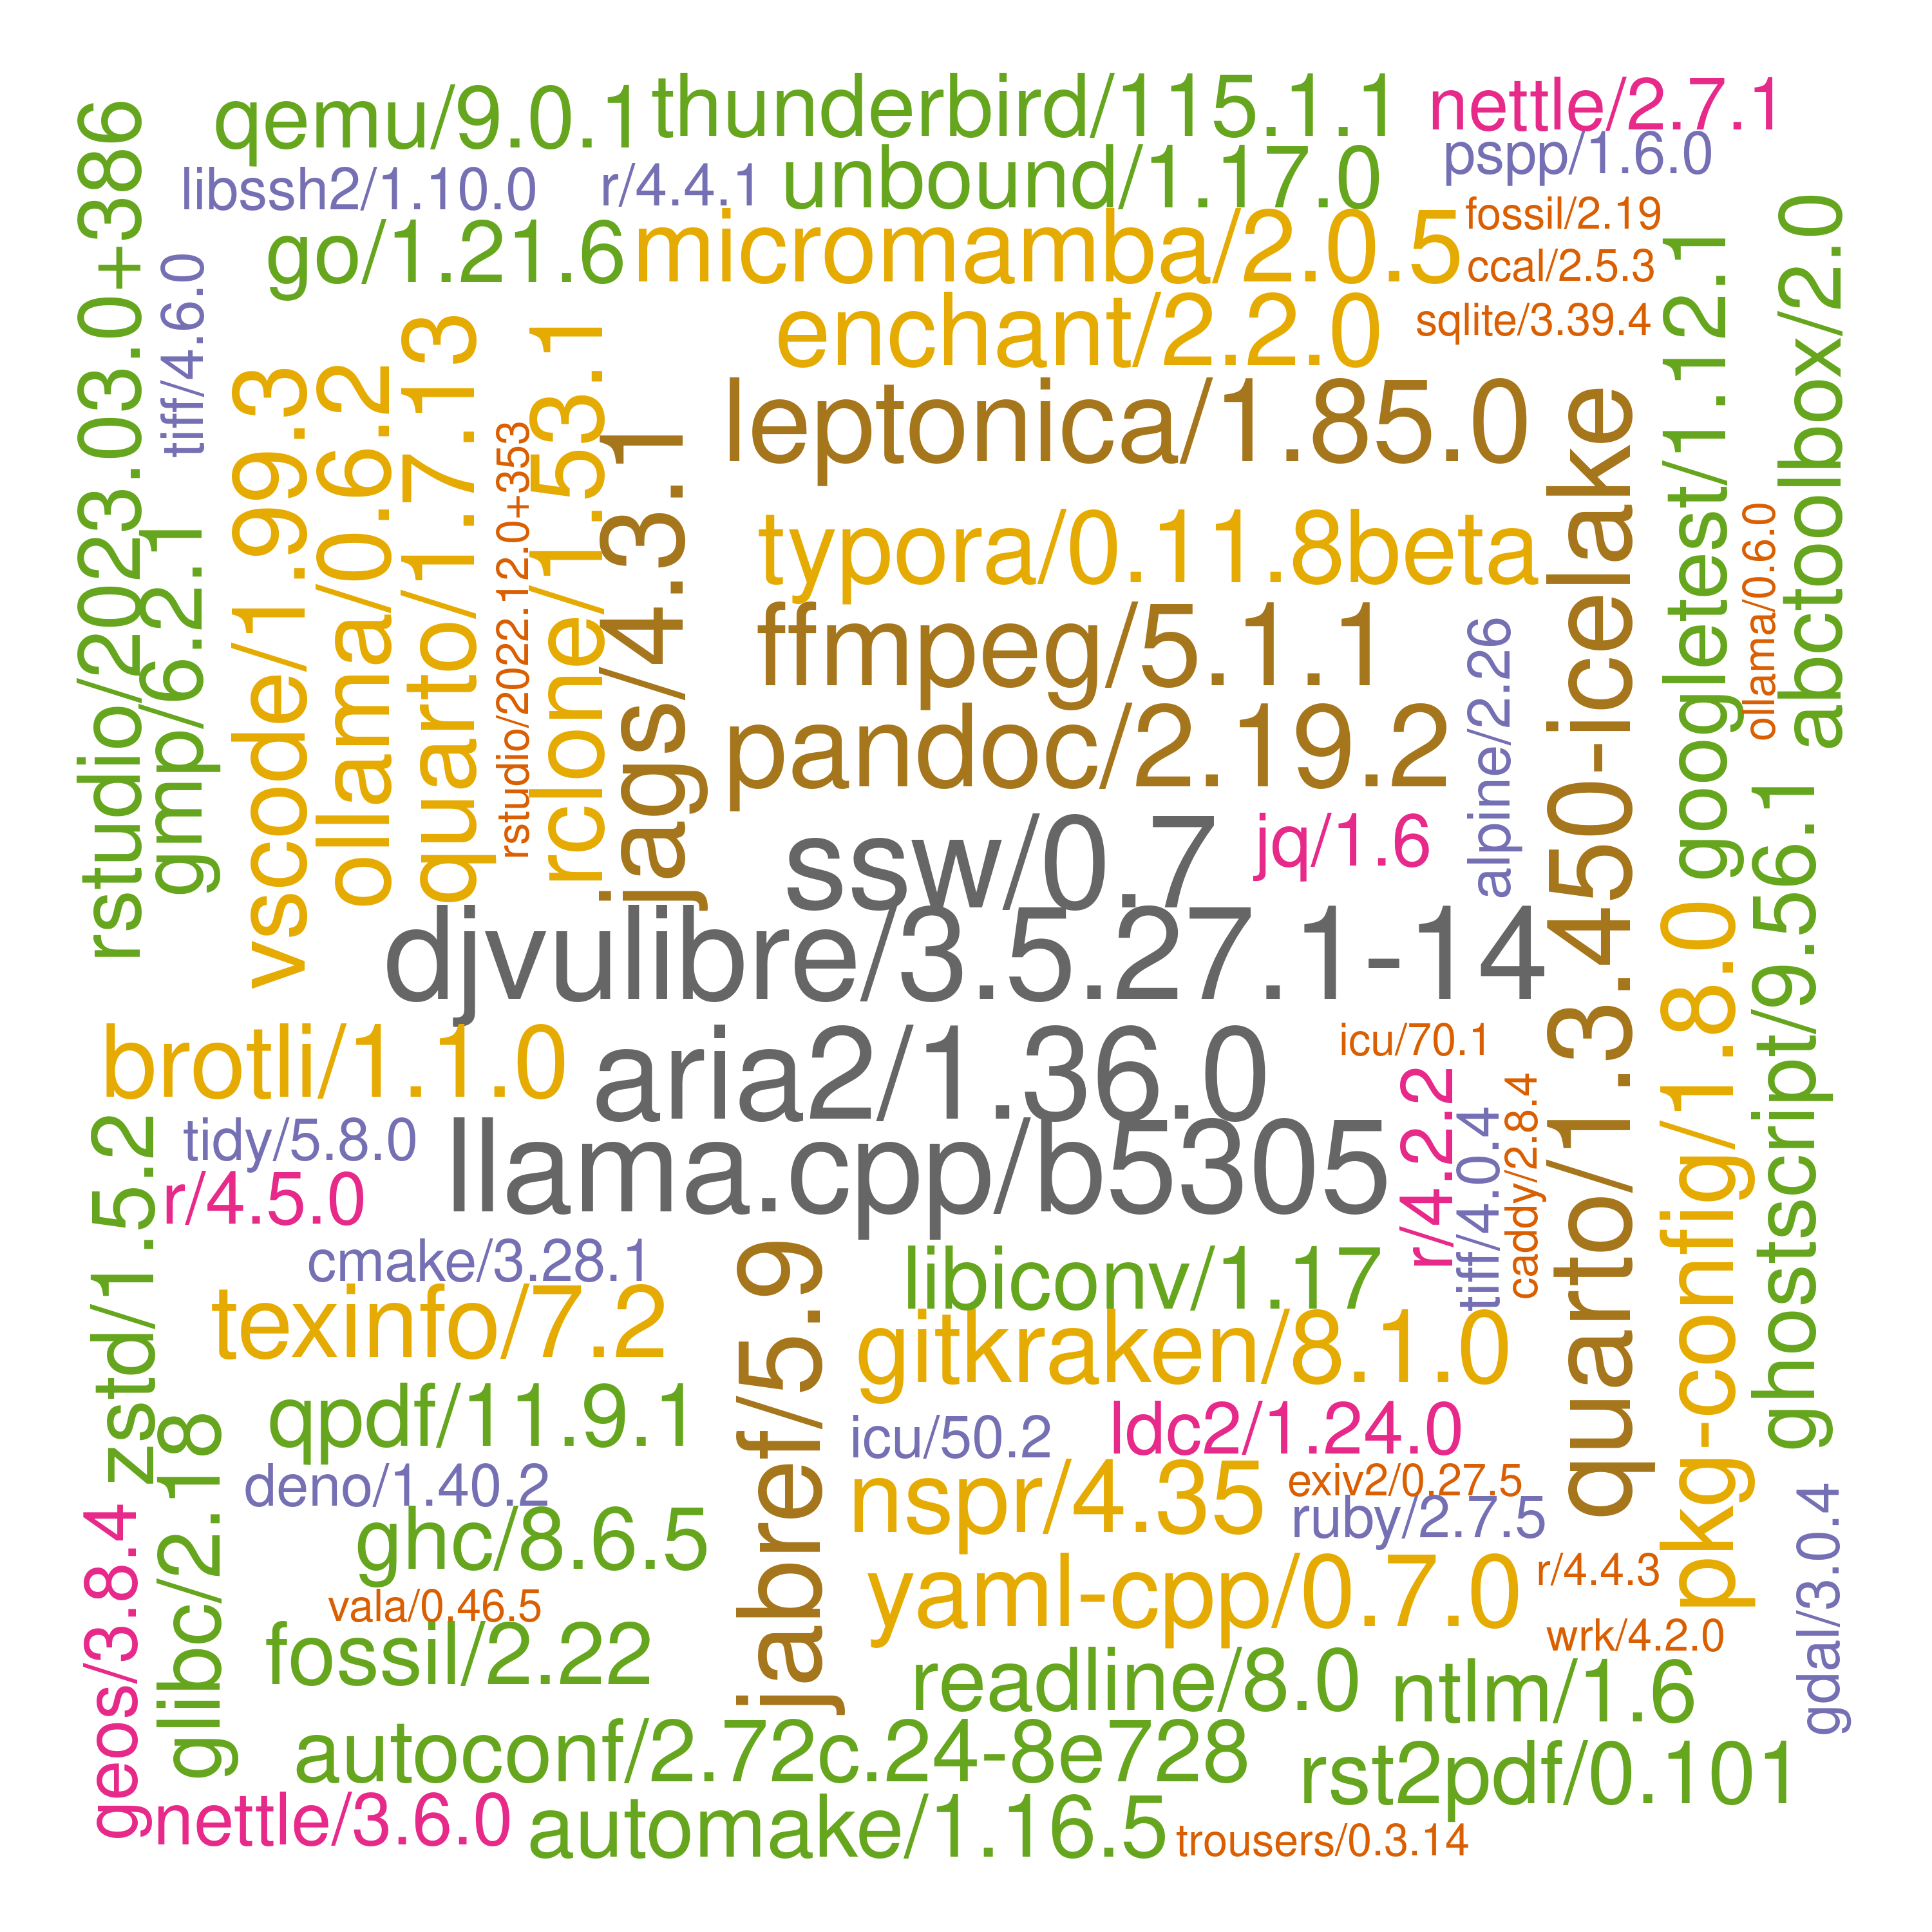 qemu/9.0.1
thunderbird/115.1.1
nettle/2.7.1
libssh2/1.10.0
r/4.4.1
unbound/1.17.0
pspp/1.6.0
go/1.21.6
micromamba/2.0.5
fossil/2.19
ccal/2.5.3
enchant/2.2.0
sqlite/3.39.4
rstudio/2023.03.0+386
tiff/4.6.0
gmp/6.2.1
vscode/1.99.3
ollama/0.6.2
quarto/1.7.13
rstudio/2022.12.0+353
rclone/1.53.1
jags/4.3.1
leptonica/1.85.0
typora/0.11.8beta
ffmpeg/5.1.1
pandoc/2.19.2
alpine/2.26
quarto/1.3.450-icelake
googletest/1.12.1
ollama/0.6.0
abctoolbox/2.0
ssw/0.7
jq/1.6
djvulibre/3.5.27.1-14
brotli/1.1.0
aria2/1.36.0
icu/70.1
pkg-config/1.8.0
ghostscript/9.56.1
tidy/5.8.0
llama.cpp/b5305
r/4.2.2
tiff/4.0.4
caddy/2.8.4
zstd/1.5.2
r/4.5.0
cmake/3.28.1
libiconv/1.17
texinfo/7.2
jabref/5.9
gitkraken/8.1.0
qpdf/11.9.1
icu/50.2
ldc2/1.24.0
glibc/2.18
deno/1.40.2
nspr/4.35
exiv2/0.27.5
ruby/2.7.5
geos/3.8.4
ghc/8.6.5
yaml-cpp/0.7.0
r/4.4.3
gdal/3.0.4
vala/0.46.5
wrk/4.2.0
fossil/2.22
readline/8.0
ntlm/1.6
autoconf/2.72c.24-8e728
rst2pdf/0.101
nettle/3.6.0
automake/1.16.5
trousers/0.3.14